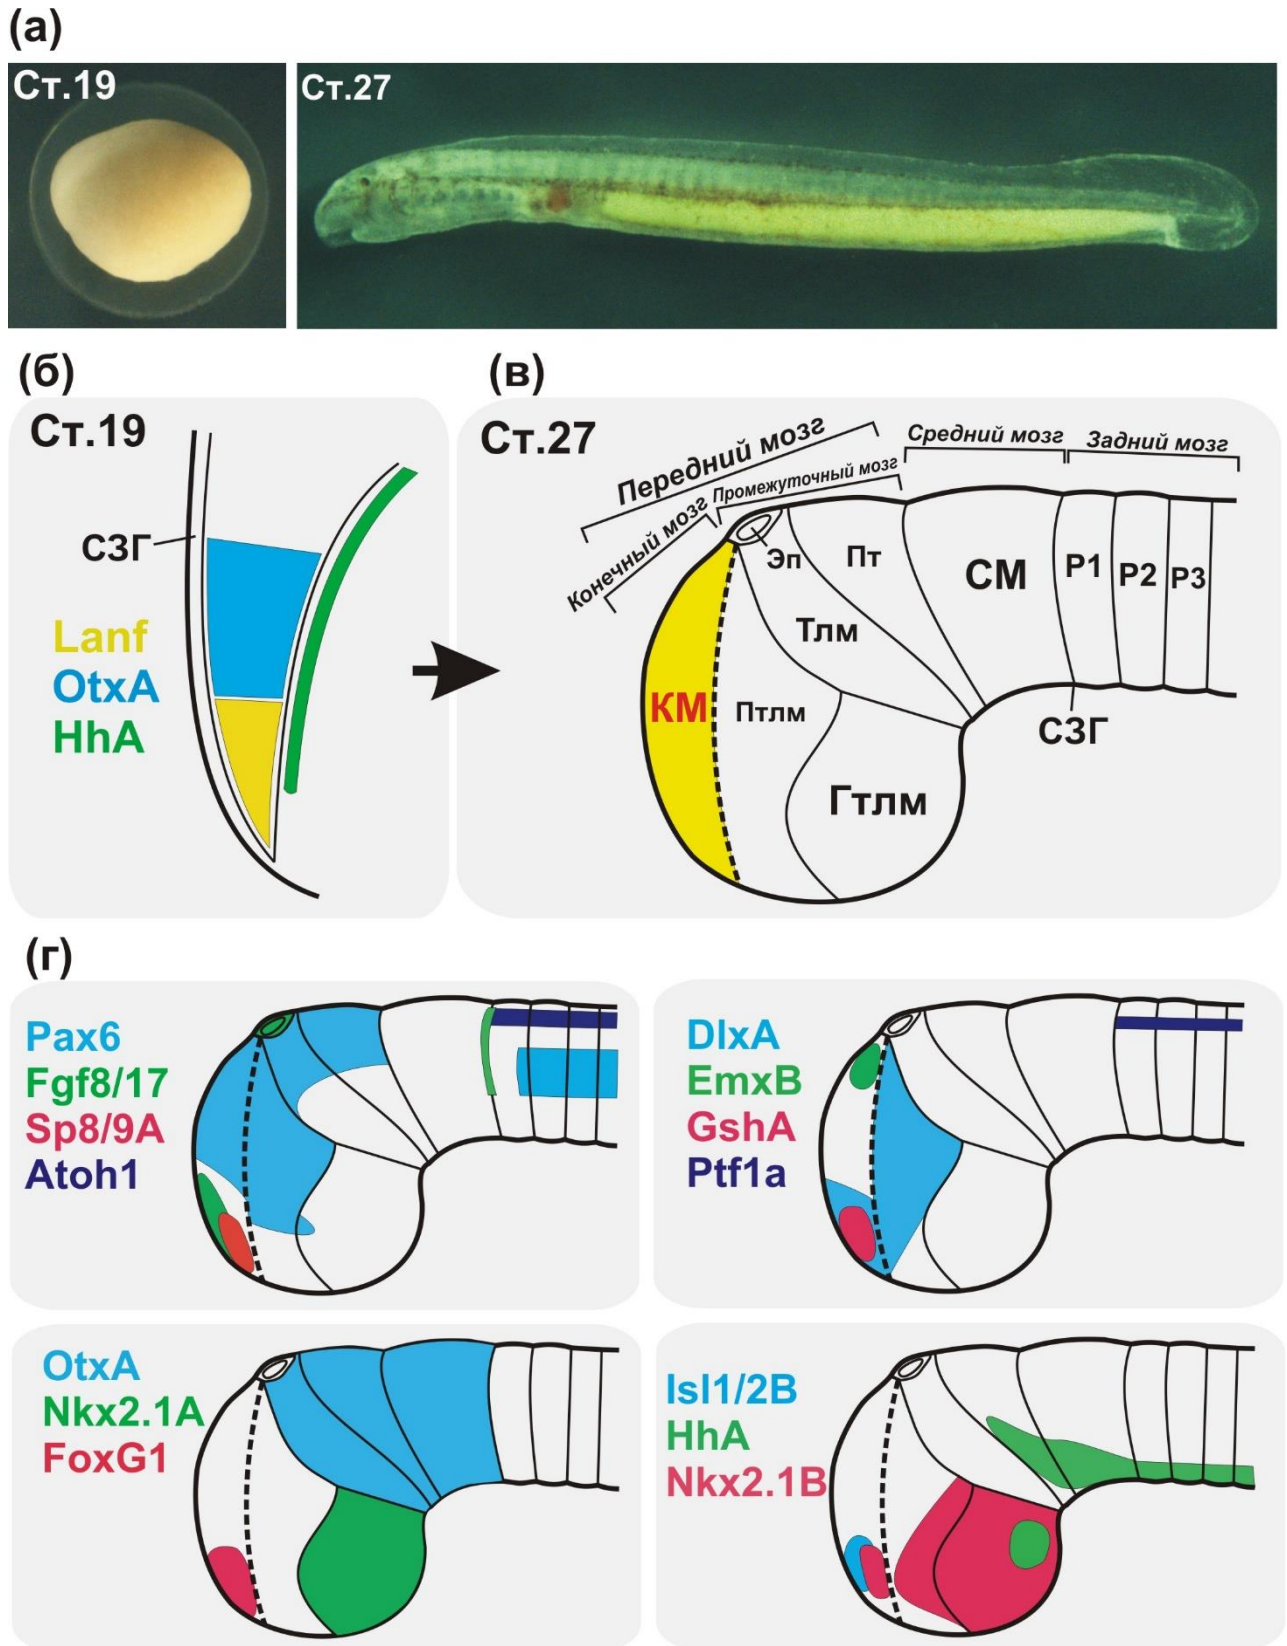 (а)
Ст.19
Ст.27
(б)
(в)
Ст.19
СЗГ
Lanf
OtxA
HhA
Ст.27
Передний мозг
Конечный мозг
Промежуточный мозг
Средний мозг
Задний мозг
Эп
Пт
СМ
Р1
Р2
Р3
Тлм
КМ
Птлм
СЗГ
Гтлм
(г)
Pax6
Fgf8/17
Sp8/9A
Atoh1
DlxA
EmxB
GshA
Ptf1a
OtxA
Nkx2.1A
FoxG1
Isl1/2B
HhA
Nkx2.1B